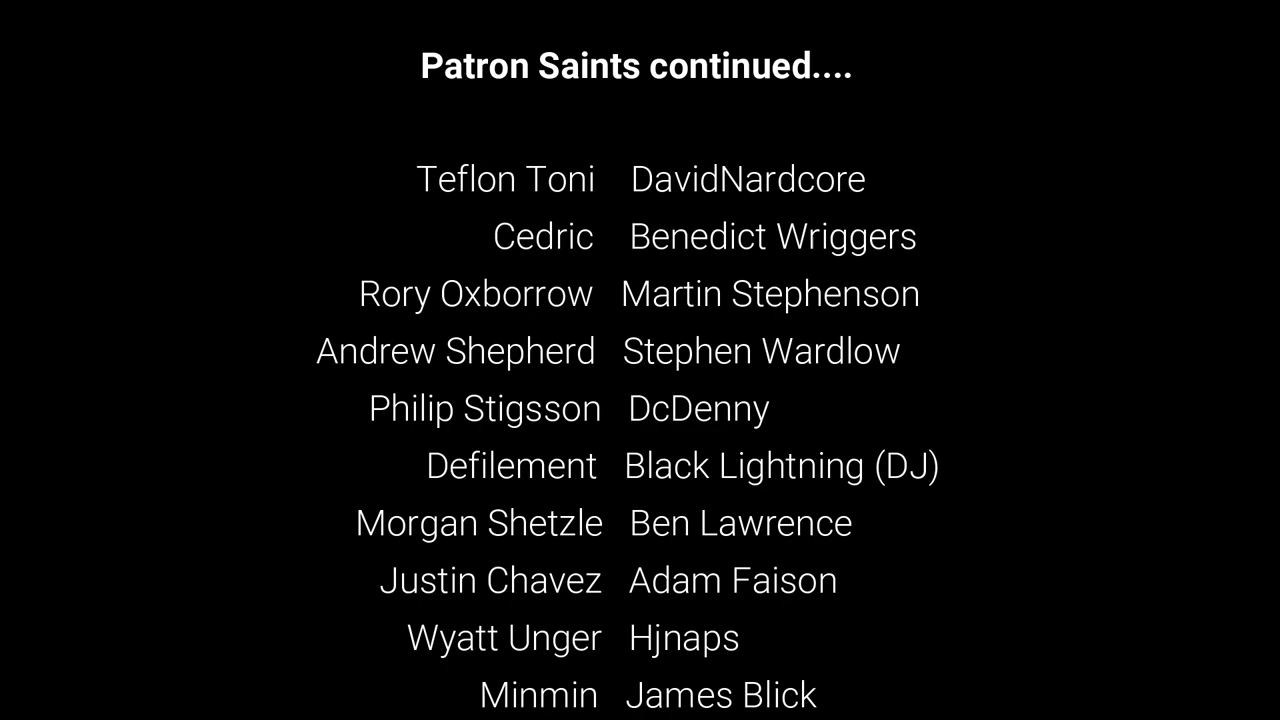 Patron Saints continued....
Teflon Toni DavidNardcore
Cedric Benedict Wriggers
Rory Oxborrow Martin Stephenson
Andrew Shepherd Stephen Wardlow
Philip Stigsson DcDenny
Defilement Black Lightning (DJ)
Morgan Shetzle Ben Lawrence
Justin Chavez Adam Faison
Wyatt Unger Hjnaps
Minmin James Blick